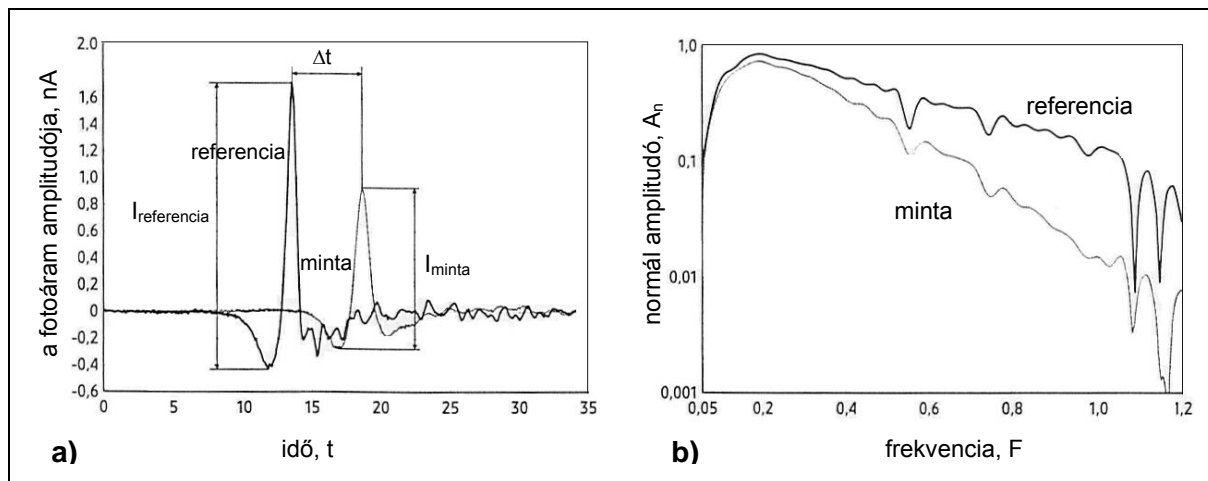 a fotoáram amplitudója, nA
2.0
1,6
1,4
1,2
1,0
0,8
0,6
0,4
0,2
0
-0,2
-0,4
-0,6
Δt
referencia
Ireferencia
minta
Iminta
0 5 10 15 20 25 30 35
a) idő, t
normál amplitudó, An
1,0
0,1
0,01
0,001
referencia
minta
0,05 0,2 0,4 0,6 0,8 1,0 1,2
b) frekvencia, F